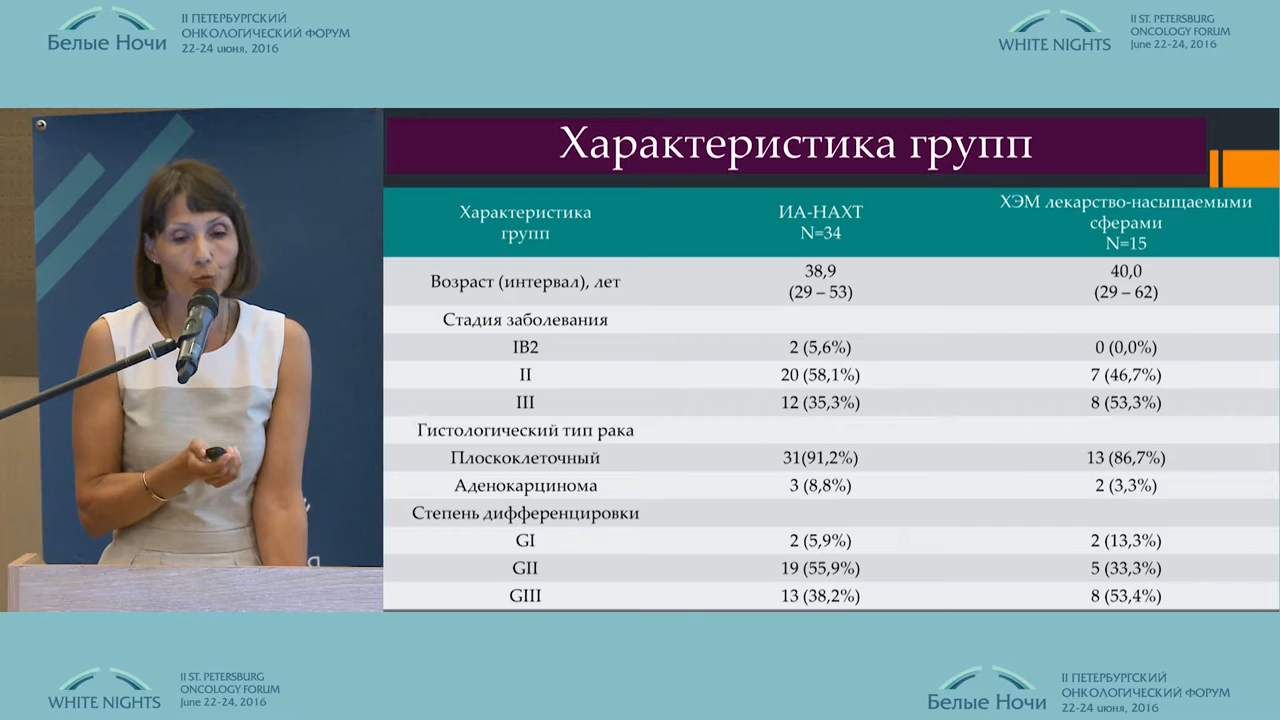 II ПЕТЕРБУРГСКИЙ
ОНКОЛОГИЧЕСКИЙ ФОРУМ
22-24 июня, 2016
Белые Ночи
II ST. PETERSBURG
ONCOLOGY FORUM
June 22-24, 2016
WHITE NIGHTS
Характеристика групп
Характеристика групп
ИА-НАХТ N=34
ХЭМ лекарство-насыщаемыми сферами N=15
Возраст (интервал), лет 38,9 (29 – 53) 40,0 (29 – 62)
Стадия заболевания
IB2 2 (5,6%) 0 (0,0%)
II 20 (58,1%) 7 (46,7%)
III 12 (35,3%) 8 (53,3%)
Гистологический тип рака
Плоскоклеточный 31(91,2%) 13 (86,7%)
Аденокарцинома 3 (8,8%) 2 (3,3%)
Степень дифференцировки
GI 2 (5,9%) 2 (13,3%)
GII 19 (55,9%) 5 (33,3%)
GIII 13 (38,2%) 8 (53,4%)
II ST. PETERSBURG
ONCOLOGY FORUM
June 22-24, 2016
WHITE NIGHTS
II ПЕТЕРБУРГСКИЙ
ОНКОЛОГИЧЕСКИЙ ФОРУМ
22-24 июня, 2016
Белые Ночи